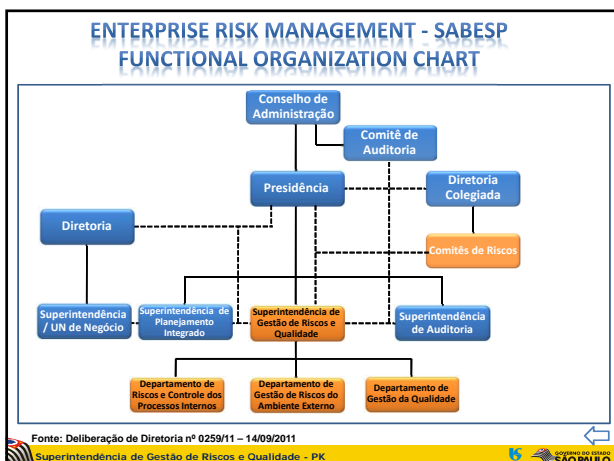 ENTERPRISE RISK MANAGEMENT - SABESP
FUNCTIONAL ORGANIZATION CHART
Conselho de
Administração
Comitê de
Auditoria
Presidência
Diretoria
Colegiada
Diretoria
Comitês de Riscos
Superintendência
/ UN de Negócio
Superintendência de
Planejamento
Integrado
Superintendência de
Gestão de Riscos e
Qualidade
Superintendência
de Auditoria
Departamento de
Riscos e Controle dos
Processos Internos
Departamento de
Gestão de Riscos do
Ambiente Externo
Departamento de
Gestão da Qualidade
Fonte: Deliberação de Diretoria nº 0259/11 – 14/09/2011
Superintendência de Gestão de Riscos e Qualidade - PK
GOVERNO DO ESTADO
SÃO PAULO